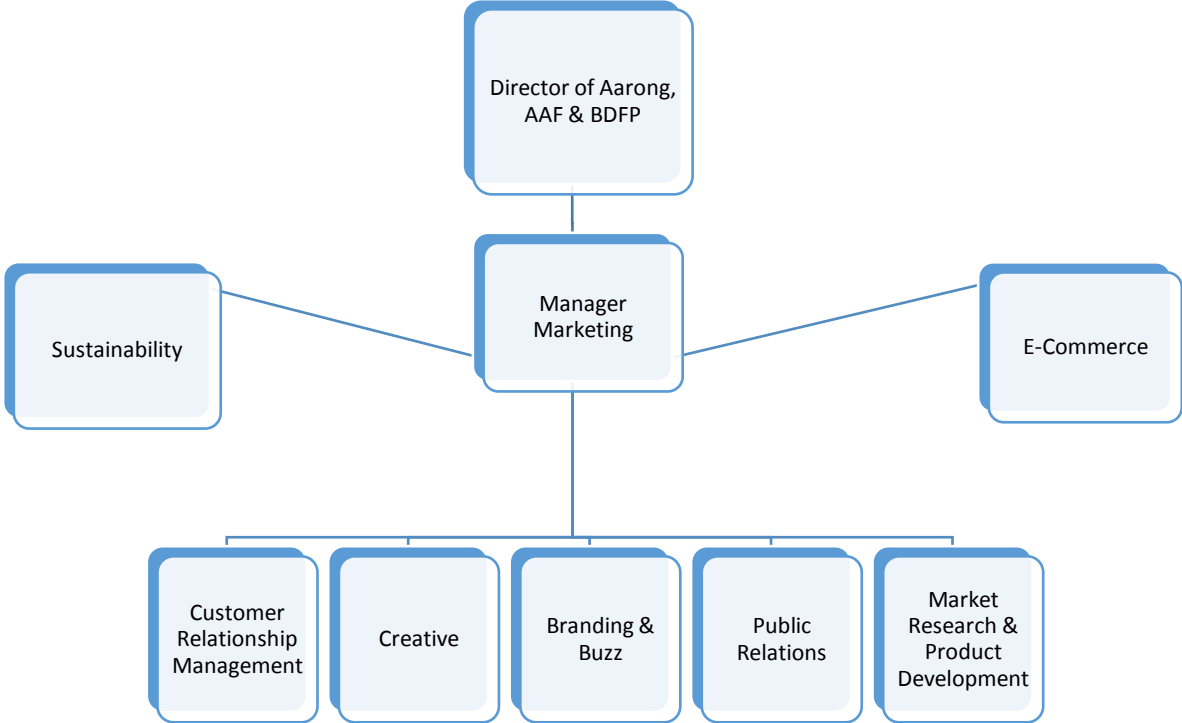 Director of Aarong,
AAF & BDFP
Manager
Marketing
Sustainability
E-Commerce
Customer
Relationship
Management
Creative
Branding &
Buzz
Public
Relations
Market
Research &
Product
Development